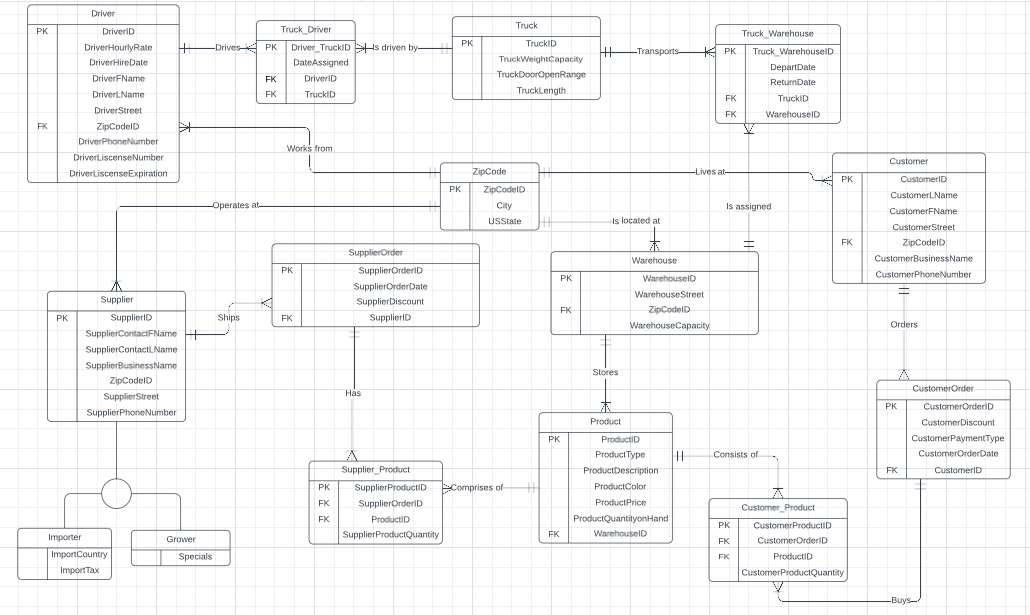 Driver
PK DriverID
DriverHourlyRate
DriverHireDate
DriverFName
DriverLName
DriverStreet
FK ZipCodeID
DriverPhoneNumber
DriverLiscenseNumber
DriverLiscenseExpiration
Drives
Truck_Driver
PK Driver_TruckID
DateAssigned
FK DriverID
FK TruckID
Is driven by
Truck
PK TruckID
TruckWeightCapacity
TruckDoorOpenRange
TruckLength
Transports
Truck_Warehouse
PK Truck_WarehouseID
DepartDate
ReturnDate
FK TruckID
FK WarehouseID
Works from
ZipCode
PK ZipCodeID
City
USState
Lives at
Customer
PK CustomerID
CustomerLName
CustomerFName
CustomerStreet
FK ZipCodeID
CustomerBusinessName
CustomerPhoneNumber
Operates at
Is located at
Is assigned
SupplierOrder
PK SupplierOrderID
SupplierOrderDate
SupplierDiscount
FK SupplierID
Warehouse
PK WarehouseID
WarehouseStreet
FK ZipCodeID
WarehouseCapacity
Supplier
PK SupplierID
SupplierContactFName
SupplierContactLName
SupplierBusinessName
ZipCodeID
SupplierStreet
SupplierPhoneNumber
Ships
Orders
Has
Stores
CustomerOrder
PK CustomerOrderID
CustomerDiscount
CustomerPaymentType
CustomerOrderDate
FK CustomerID
Product
PK ProductID
ProductType
ProductDescription
ProductColor
ProductPrice
ProductQuantityonHand
FK WarehouseID
Consists of
Supplier_Product
PK SupplierProductID
FK SupplierOrderID
FK ProductID
SupplierProductQuantity
Comprises of
Customer_Product
PK CustomerProductID
FK CustomerOrderID
FK ProductID
CustomerProductQuantity
Buys
Importer
ImportCountry
ImportTax
Grower
Specials